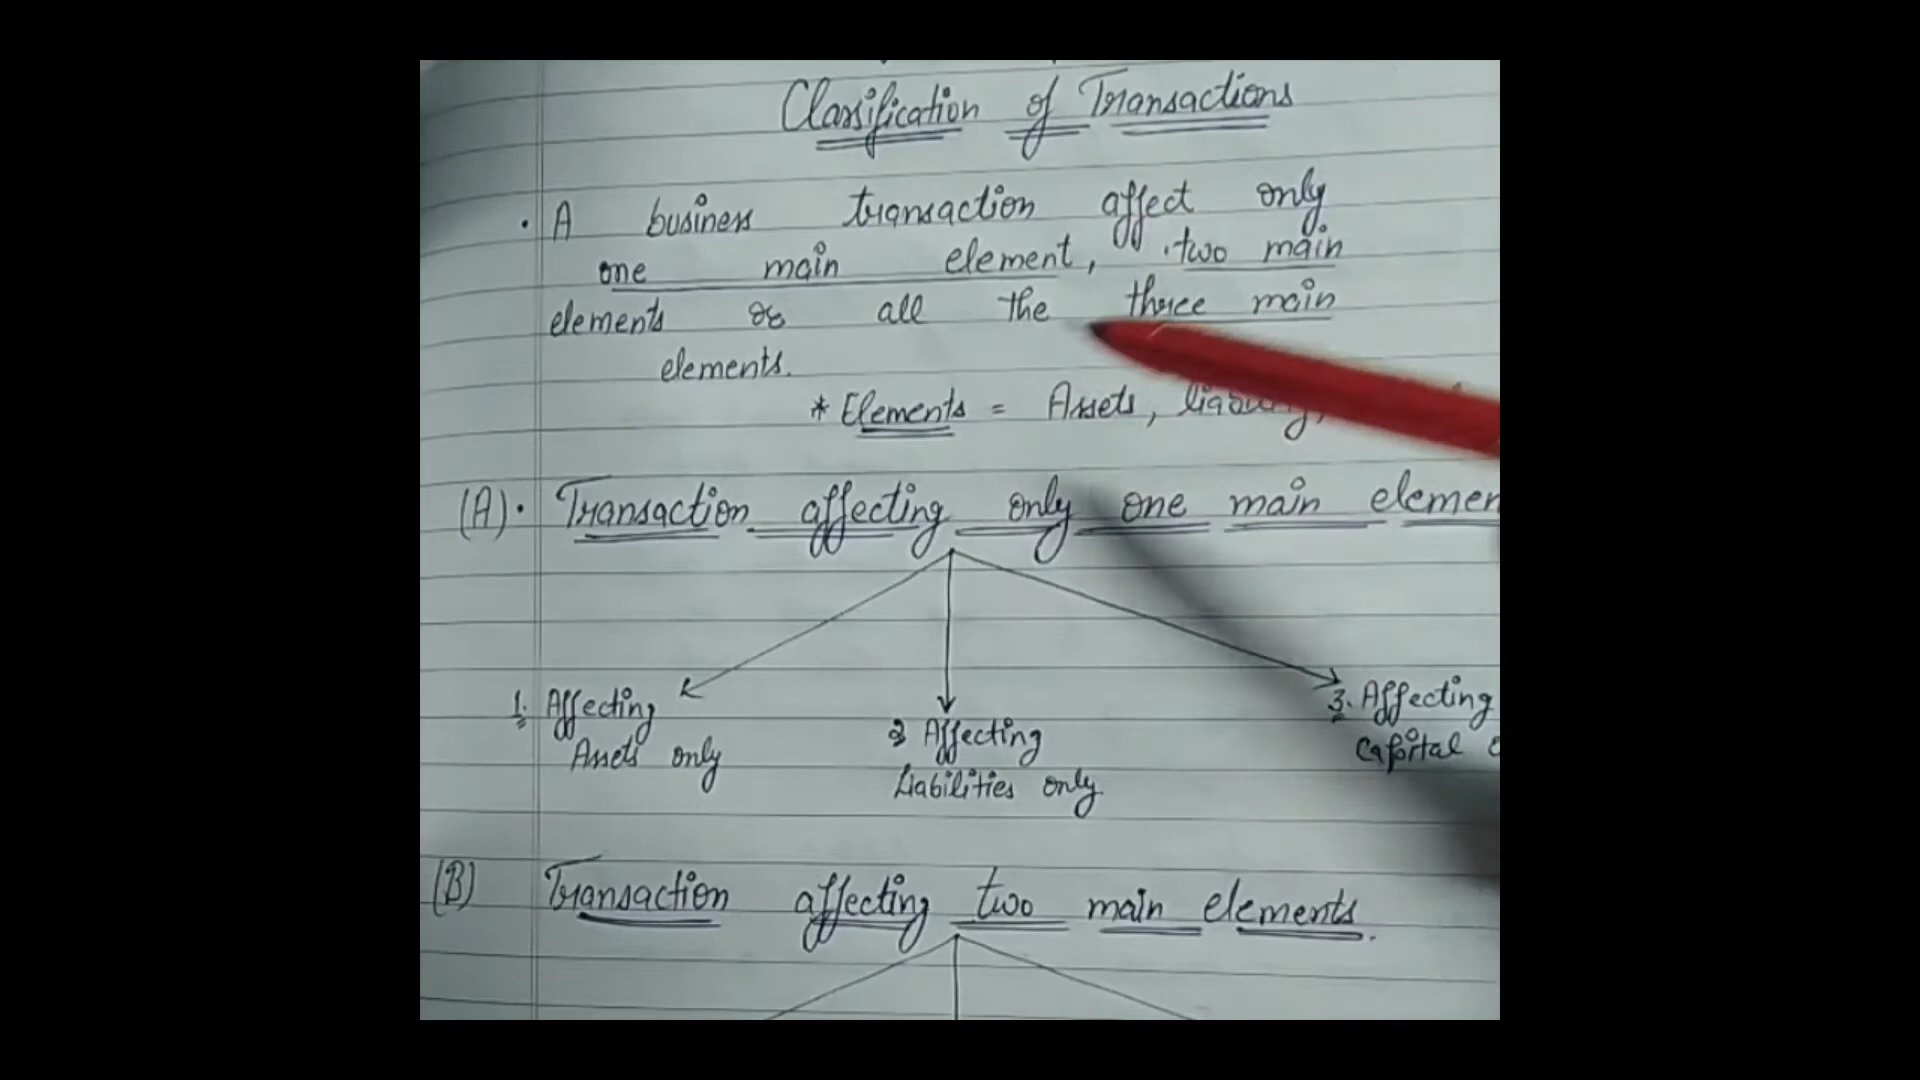 Classification of Transactions
• A business transaction affect only
one main element, two main
elements or all the three main
elements.
* Elements = Assets, liability,
(A). Transaction affecting only one main elemen
1. Affecting
Assets only
2 Affecting
Liabilities only
3. Affecting
Capital
(B) Transaction affecting two main elements.